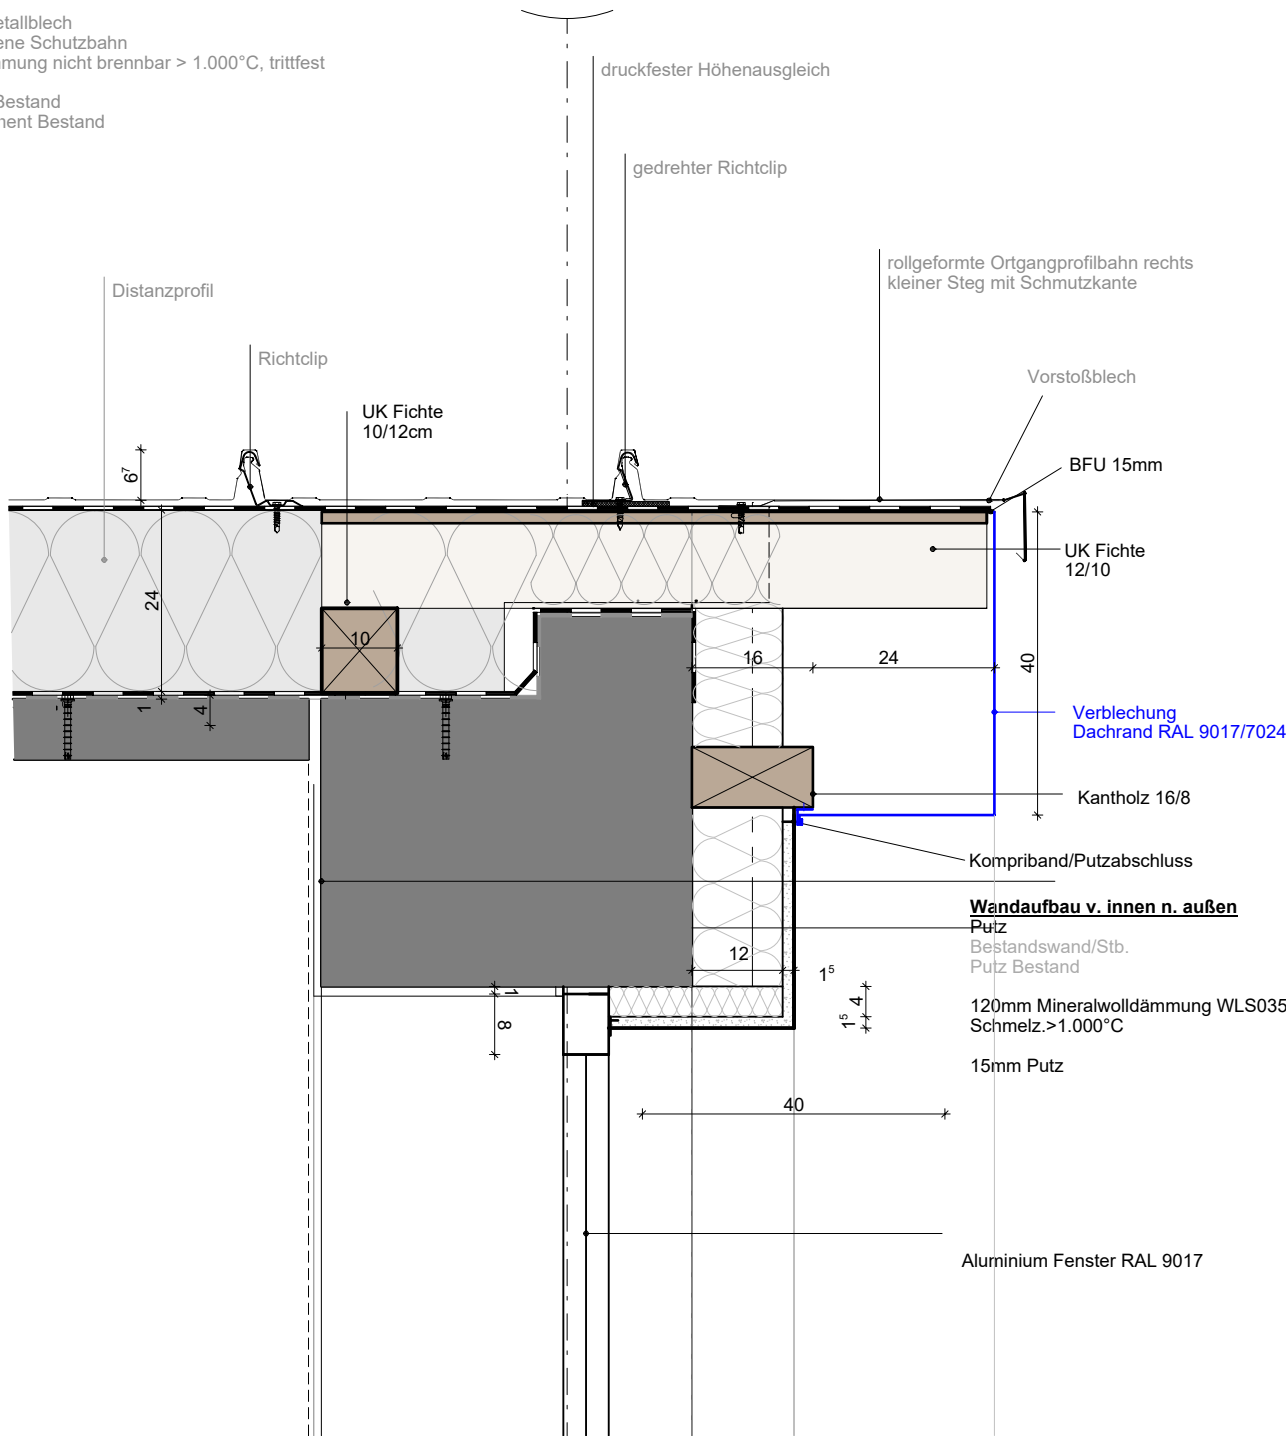 etallblech
ene Schutzbahn
mung nicht brennbar > 1.000°C, trittfest
Bestand
ment Bestand
druckfester Höhenausgleich
gedrehter Richtclip
rollgeformte Ortgangprofilbahn rechts
kleiner Steg mit Schmutzkante
Distanzprofil
Richtclip
Vorstoßblech
UK Fichte
10/12cm
6⁷
BFU 15mm
UK Fichte
12/10
24
10
16
24
40
1
4
Verblechung
Dachrand RAL 9017/7024
Kantholz 16/8
Kompriband/Putzabschluss
Wandaufbau v. innen n. außen
Putz
Bestandswand/Stb.
Putz Bestand
12
1⁵
120mm Mineralwolldämmung WLS035
Schmelz.>1.000°C
1
8
4
1⁵
15mm Putz
40
Aluminium Fenster RAL 9017